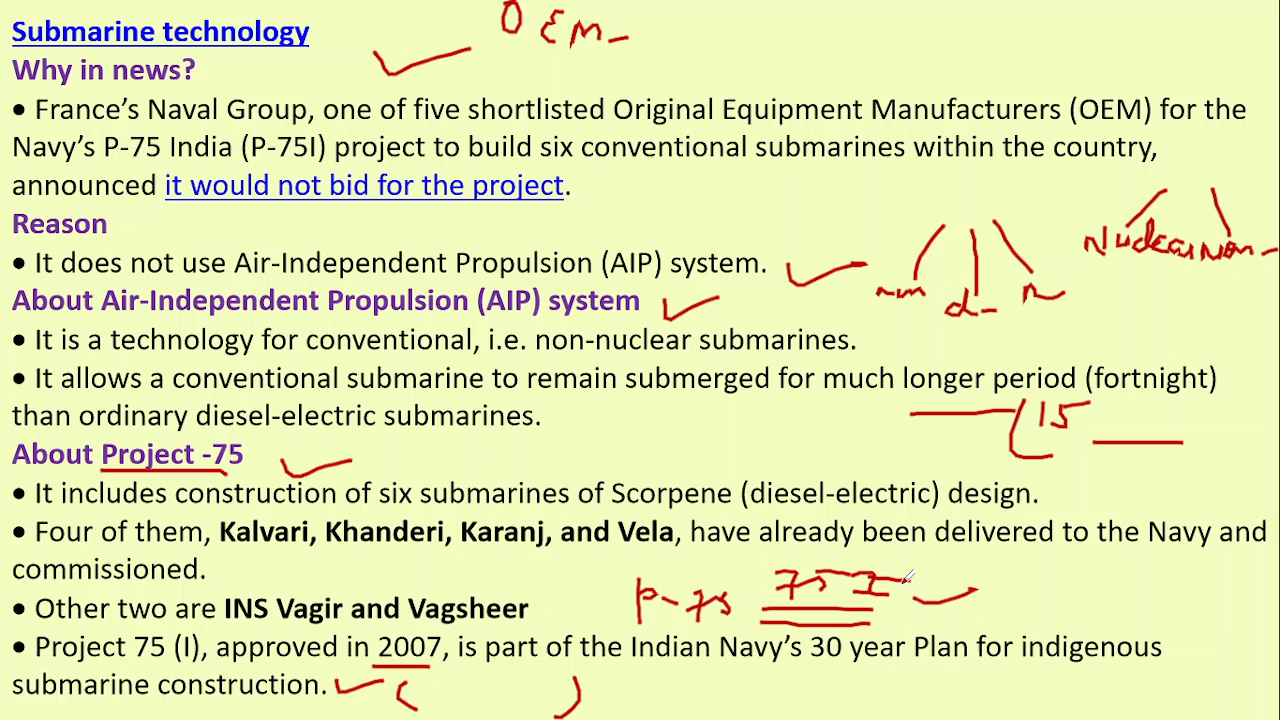 Submarine technology
OEM-
Why in news?
• France's Naval Group, one of five shortlisted Original Equipment Manufacturers (OEM) for the
Navy's P-75 India (P-75I) project to build six conventional submarines within the country,
announced it would not bid for the project.
Reason
Nuclear Non-
• It does not use Air-Independent Propulsion (AIP) system.
d-
About Air-Independent Propulsion (AIP) system
• It is a technology for conventional, i.e. non-nuclear submarines.
• It allows a conventional submarine to remain submerged for much longer period (fortnight)
than ordinary diesel-electric submarines.
(15
About Project -75
• It includes construction of six submarines of Scorpene (diesel-electric) design.
• Four of them, Kalvari, Khanderi, Karanj, and Vela, have already been delivered to the Navy and
commissioned.
P-75 75 I
• Other two are INS Vagir and Vagsheer
• Project 75 (I), approved in 2007, is part of the Indian Navy's 30 year Plan for indigenous
submarine construction. ( )